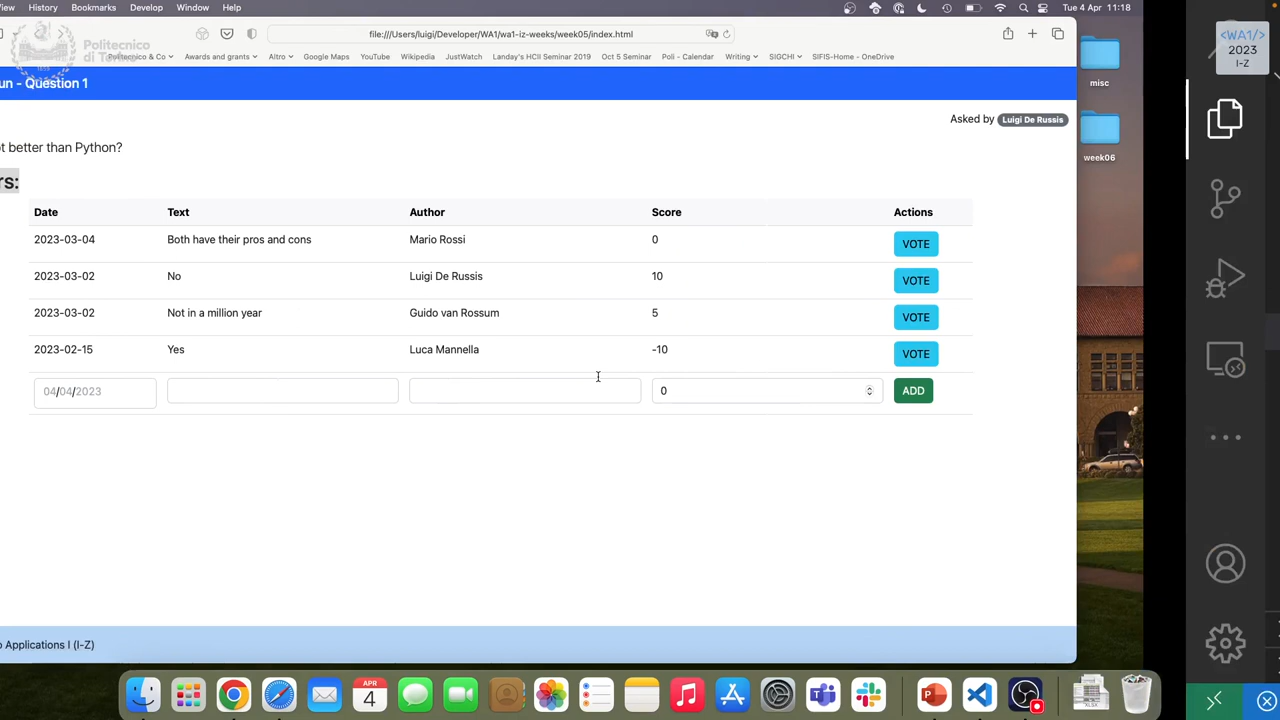 View History Bookmarks Develop Window Help Tue 4 Apr 11:18
file:///Users/luigi/Developer/WA1/wa1-iz-weeks/week05/index.html
Politecnico
di Torino
& Co Awards and grants Altro Google Maps YouTube Wikipedia JustWatch Landay's HCII Seminar 2019 Oct 5 Seminar Poli - Calendar Writing SIGCHI SIFIS-Home - OneDrive
<WA1/>
2023
I-Z
misc
week06
un - Question 1
Asked by Luigi De Russis
t better than Python?
rs:
Date Text Author Score Actions
2023-03-04 Both have their pros and cons Mario Rossi 0 VOTE
2023-03-02 No Luigi De Russis 10 VOTE
2023-03-02 Not in a million year Guido van Rossum 5 VOTE
2023-02-15 Yes Luca Mannella -10 VOTE
04/04/2023 0 ADD
Applications I (I-Z)
APR
4
XLSX